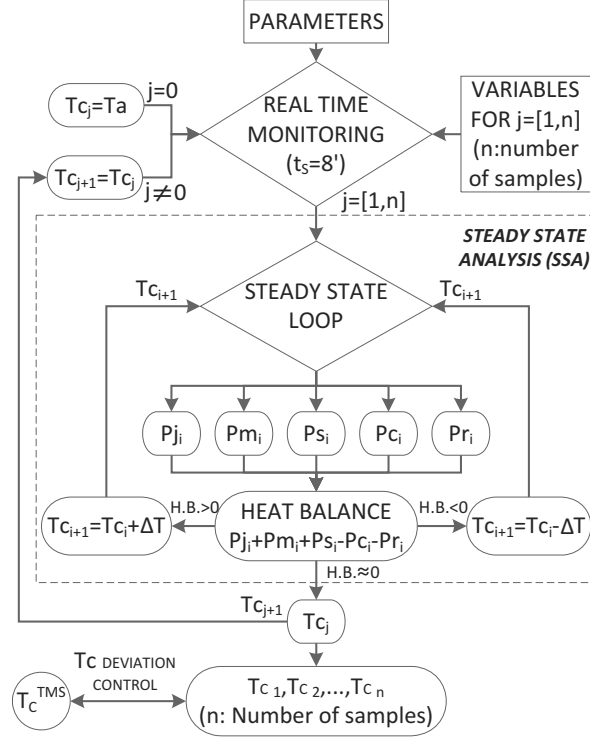 PARAMETERS
Tcj=Ta
j=0
REAL TIME
MONITORING
(tS=8')
VARIABLES
FOR j=[1,n]
(n:number
of samples)
Tcj+1=Tcj
j≠0
j=[1,n]
STEADY STATE
ANALYSIS (SSA)
Tci+1
STEADY STATE
LOOP
Tci+1
Pji
Pmi
Psi
Pci
Pri
Tci+1=Tci+ΔT
H.B.>0
HEAT BALANCE
Pji+Pmi+Psi-Pci-Pri
H.B.<0
Tci+1=Tci-ΔT
H.B.≈0
Tcj+1
Tcj
TcTMS
Tc DEVIATION
CONTROL
TC 1,TC 2,...,TC n
(n: Number of samples)